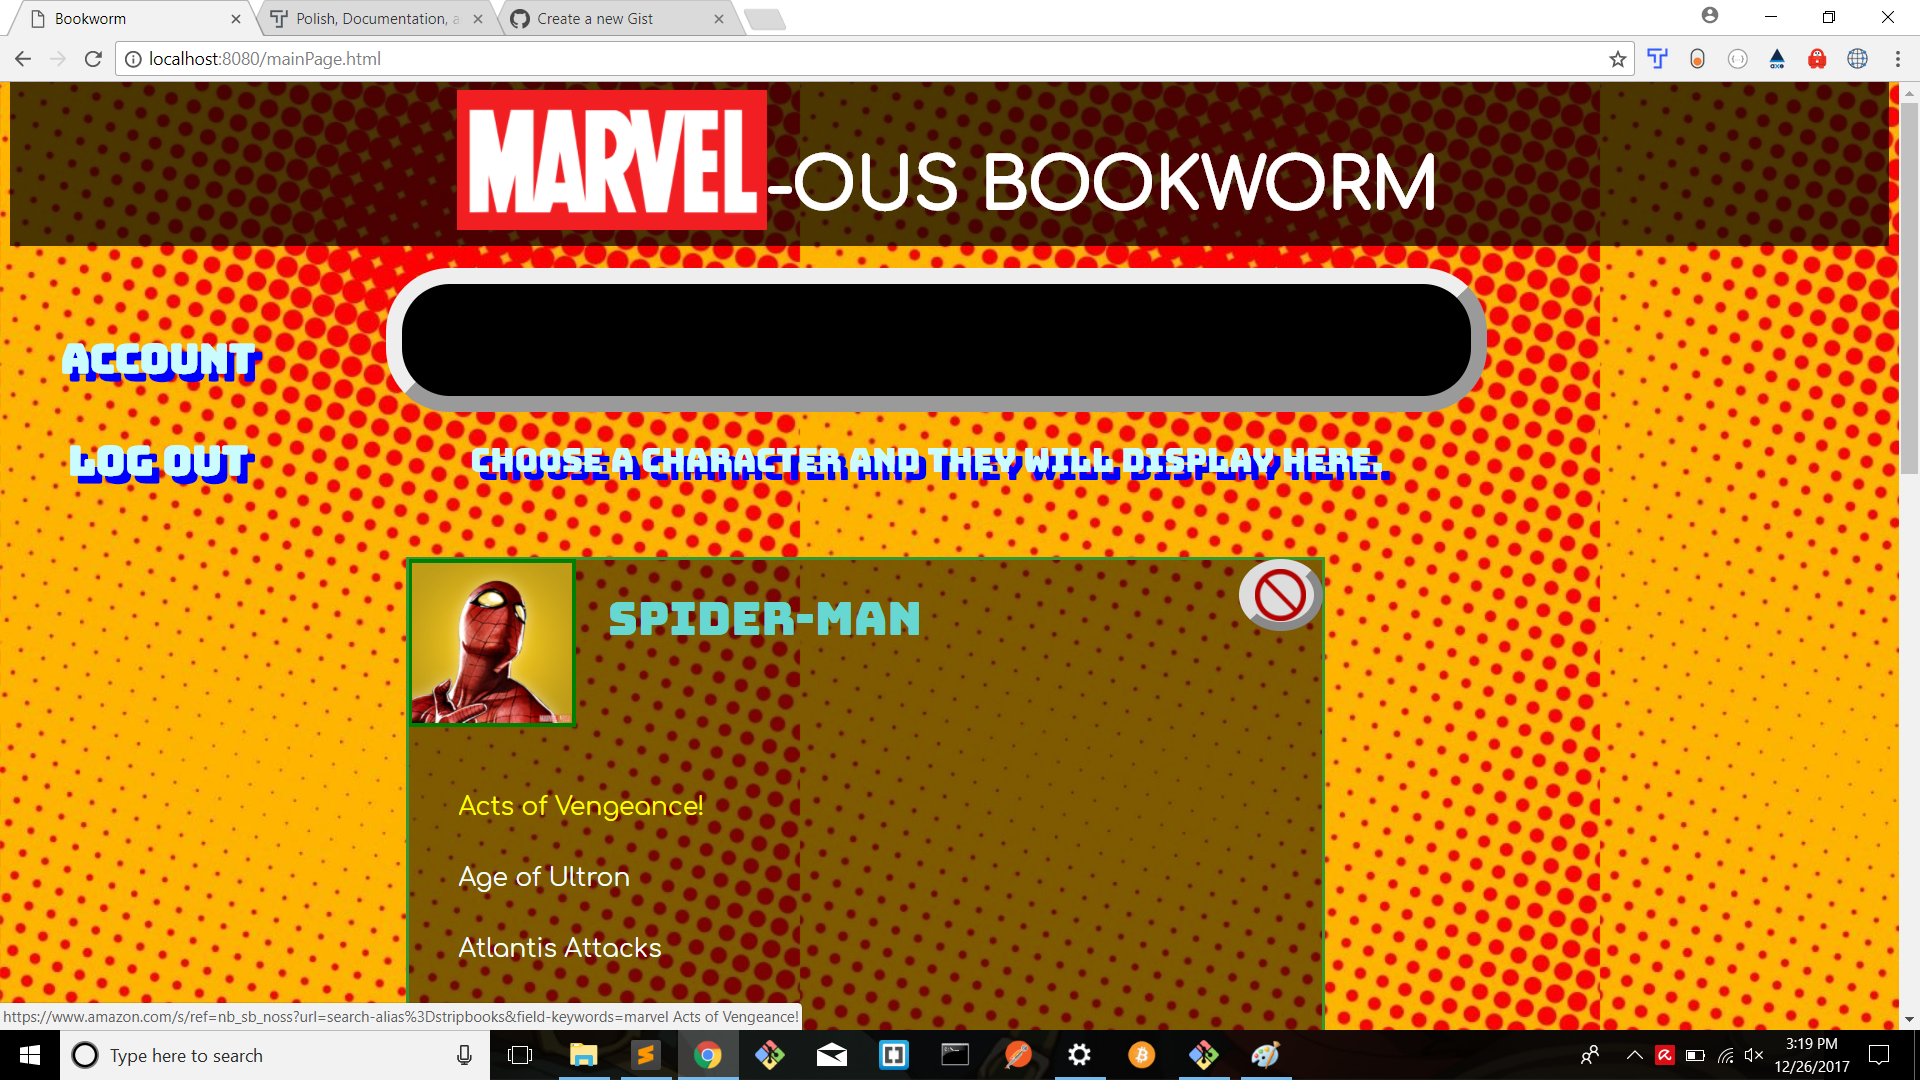 Bookworm
Polish, Documentation, a
Create a new Gist
localhost:8080/mainPage.html
MARVEL-OUS BOOKWORM
ACCOUNT
LOG OUT
CHOOSE A CHARACTER AND THEY WILL DISPLAY HERE.
SPIDER-MAN
Acts of Vengeance!
Age of Ultron
Atlantis Attacks
https://www.amazon.com/s/ref=nb_sb_noss?url=search-alias%3Dstripbooks&field-keywords=marvel Acts of Vengeance!
Type here to search
3:19 PM
12/26/2017